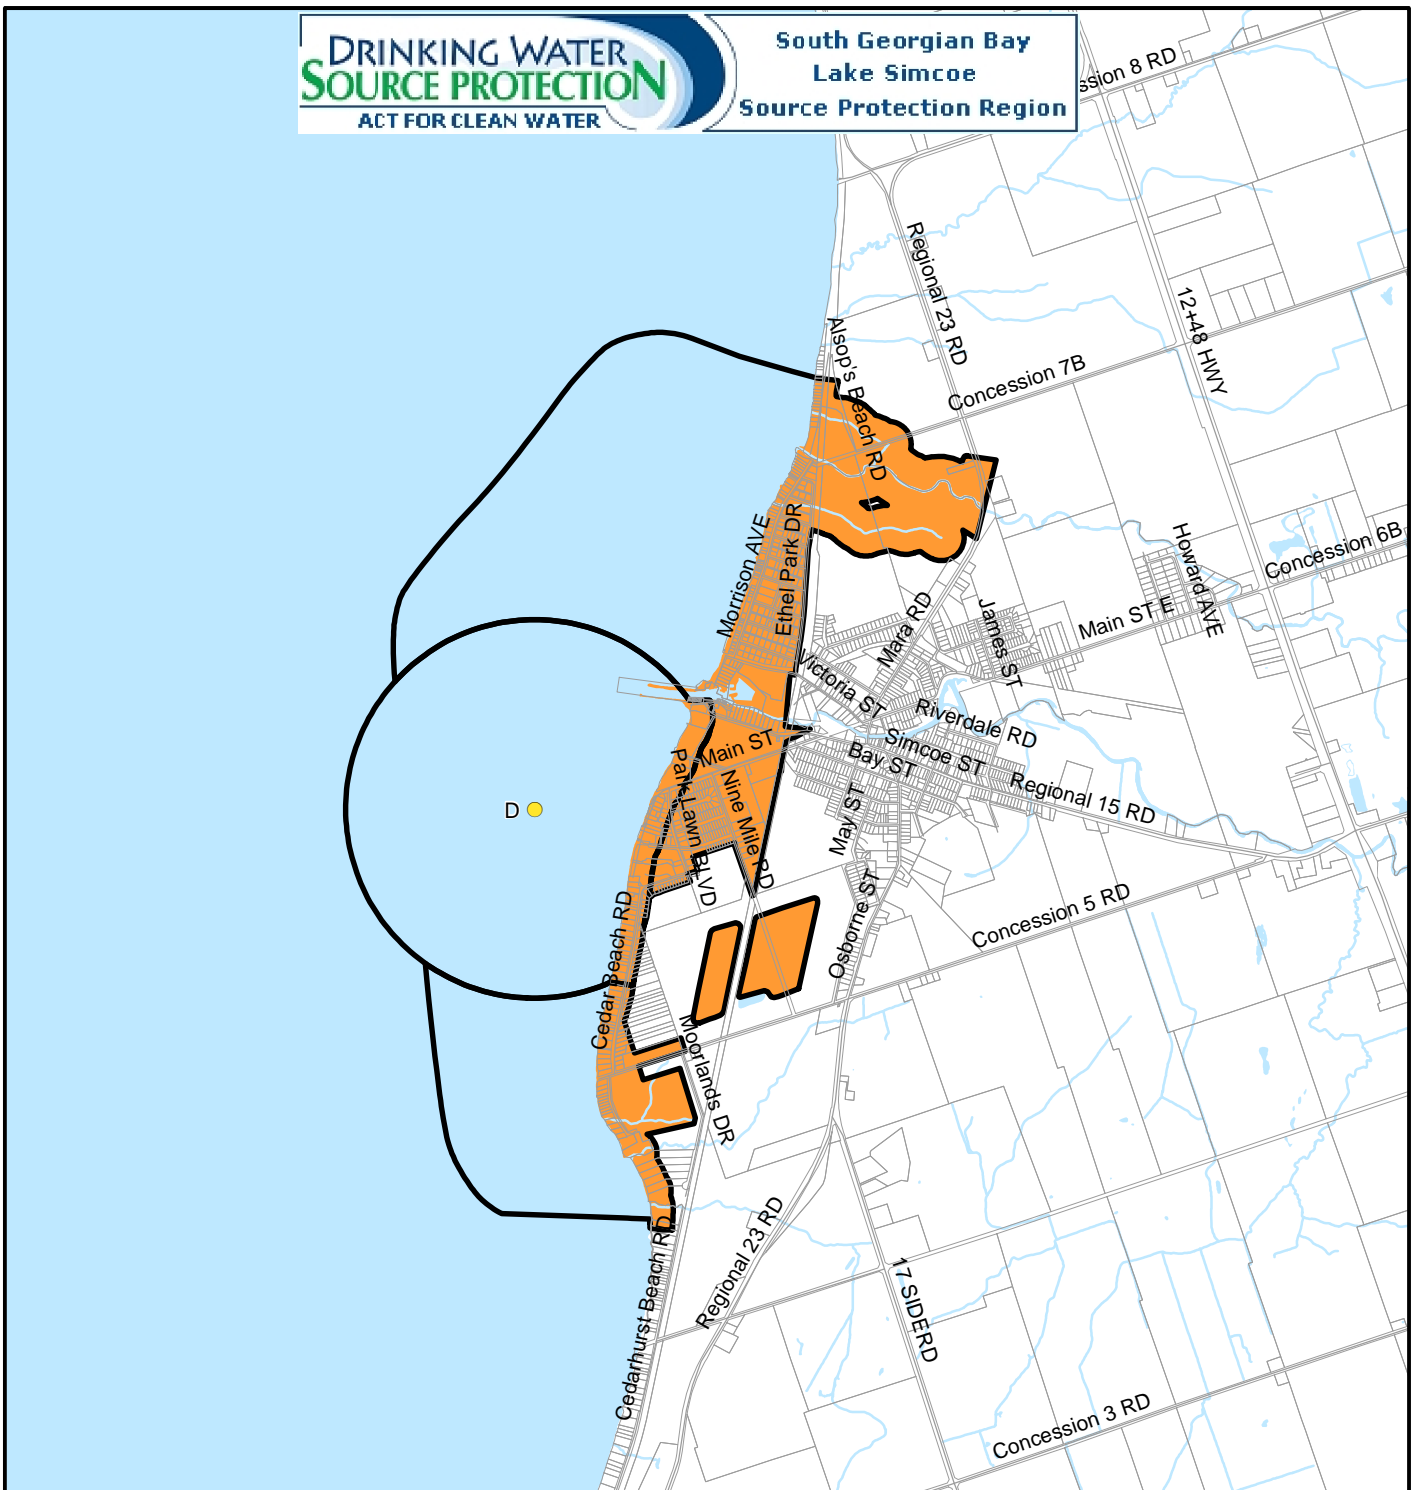 DRINKING WATER
SOURCE PROTECTION
ACT FOR CLEAN WATER
South Georgian Bay
Lake Simcoe
Source Protection Region
ssion 8 RD
Regional 23 RD
12+48 HWY
Alsop's Beach RD
Concession 7B
Morrison AVE
Ethel Park DR
Howard AVE
Concession 6B
Mara RD
James ST
Main ST E
Victoria ST
Riverdale RD
Simcoe ST
Main ST
Bay ST
Regional 15 RD
Park Lawn BLVD
Nine Mile RD
May ST
D
Osborne ST
Concession 5 RD
Cedar Beach RD
Moorlands DR
Regional 23 RD
17 SIDERD
Cedarhurst Beach RD
Concession 3 RD